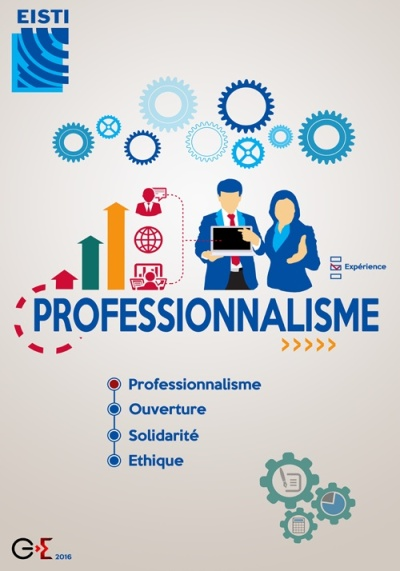 EISTI
Expérience
PROFESSIONNALISME
>>>>>
Professionnalisme
Ouverture
Solidarité
Ethique
G>E 2016